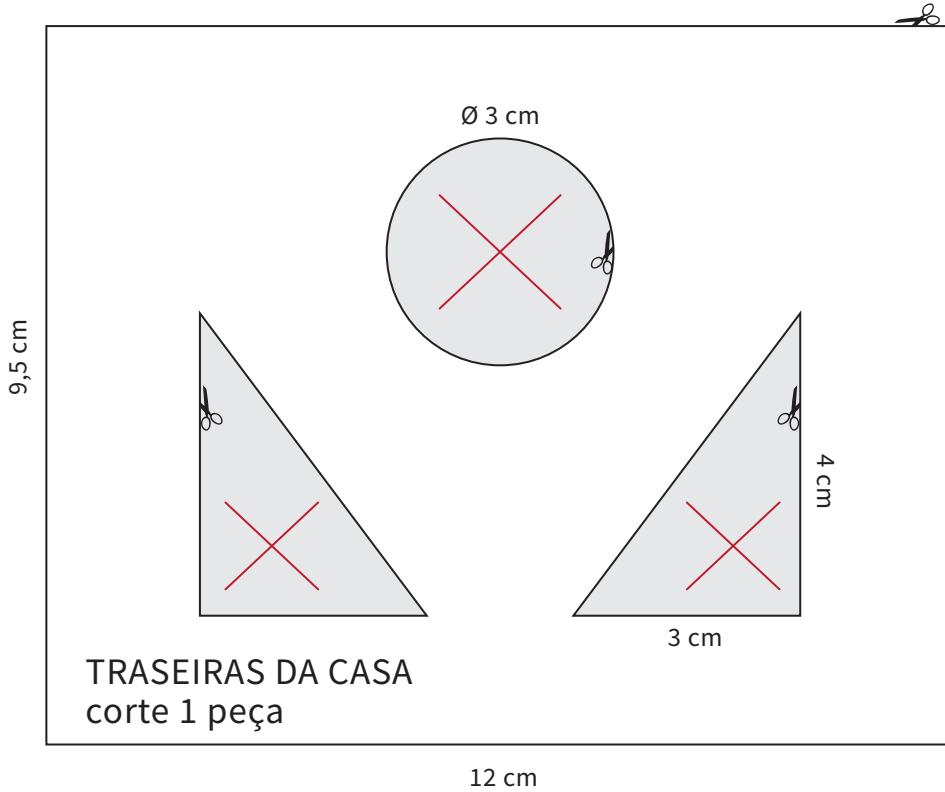 Ø 3 cm
9,5 cm
4 cm
3 cm
TRASEIRAS DA CASA
corte 1 peça
12 cm